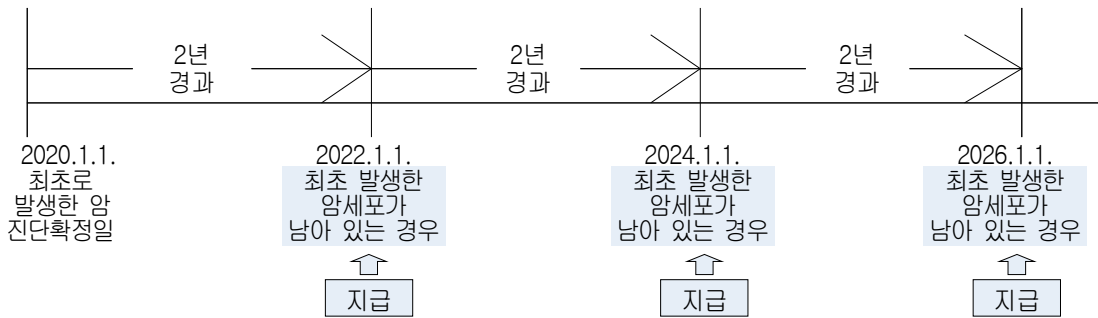 2년
경과
2년
경과
2년
경과
2020.1.1.
최초로
발생한 암
진단확정일
2022.1.1.
최초 발생한
암세포가
남아 있는 경우
지급
2024.1.1.
최초 발생한
암세포가
남아 있는 경우
지급
2026.1.1.
최초 발생한
암세포가
남아 있는 경우
지급